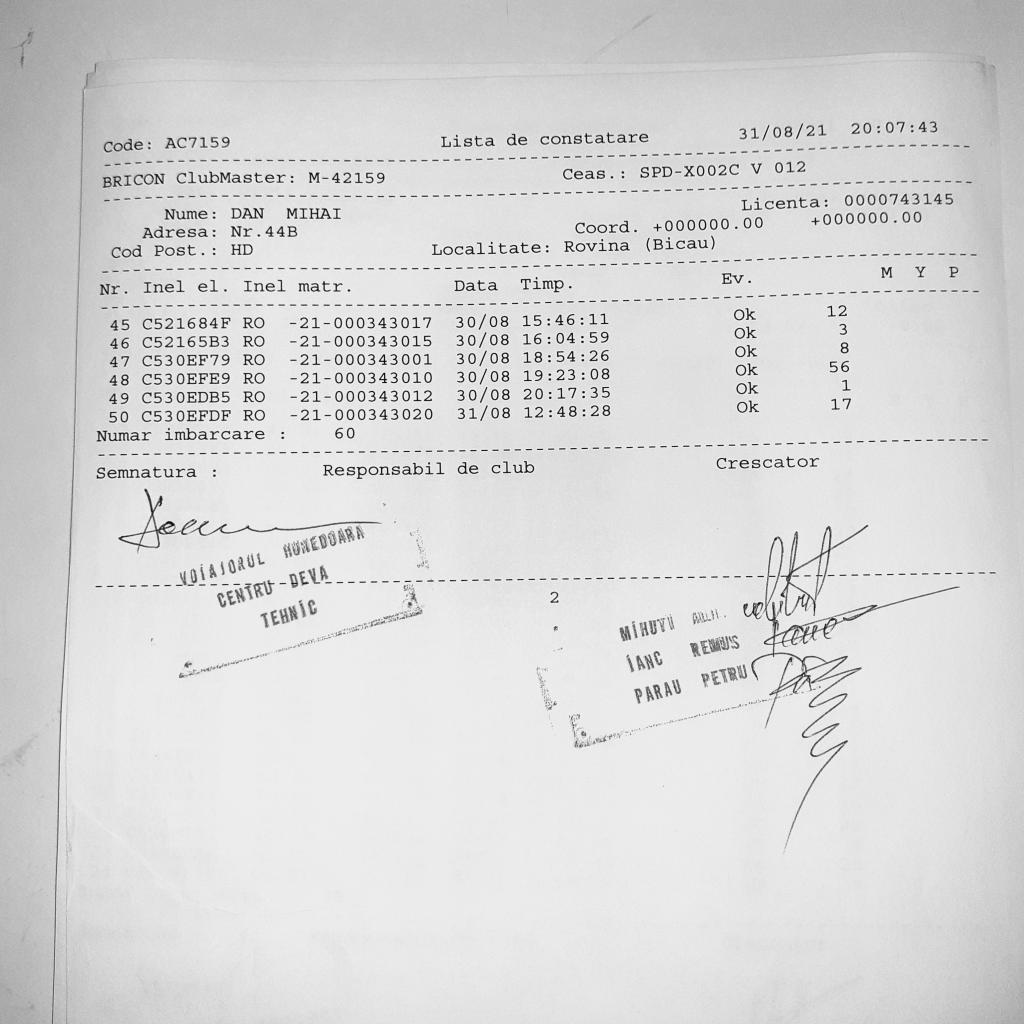 Code: AC7159 Lista de constatare 31/08/21 20:07:43
BRICON ClubMaster: M-42159 Ceas.: SPD-X002C V 012
Licenta: 0000743145
Nume: DAN MIHAI
Adresa: Nr.44B Coord. +000000.00 +000000.00
Cod Post.: HD Localitate: Rovina (Bicau)
Nr. Inel el. Inel matr. Data Timp. Ev. M Y P
45 C521684F RO -21-000343017 30/08 15:46:11 Ok 12
46 C52165B3 RO -21-000343015 30/08 16:04:59 Ok 3
47 C530EF79 RO -21-000343001 30/08 18:54:26 Ok 8
48 C530EFE9 RO -21-000343010 30/08 19:23:08 Ok 56
49 C530EDB5 RO -21-000343012 30/08 20:17:35 Ok 1
50 C530EFDF RO -21-000343020 31/08 12:48:28 Ok 17
Numar imbarcare : 60
Semnatura : Responsabil de club Crescator
VOIAJORUL HUNEDOARA
CENTRU-DEVA
TEHNIC
2
MIHUTU
IANC REMUS
PARAU PETRU